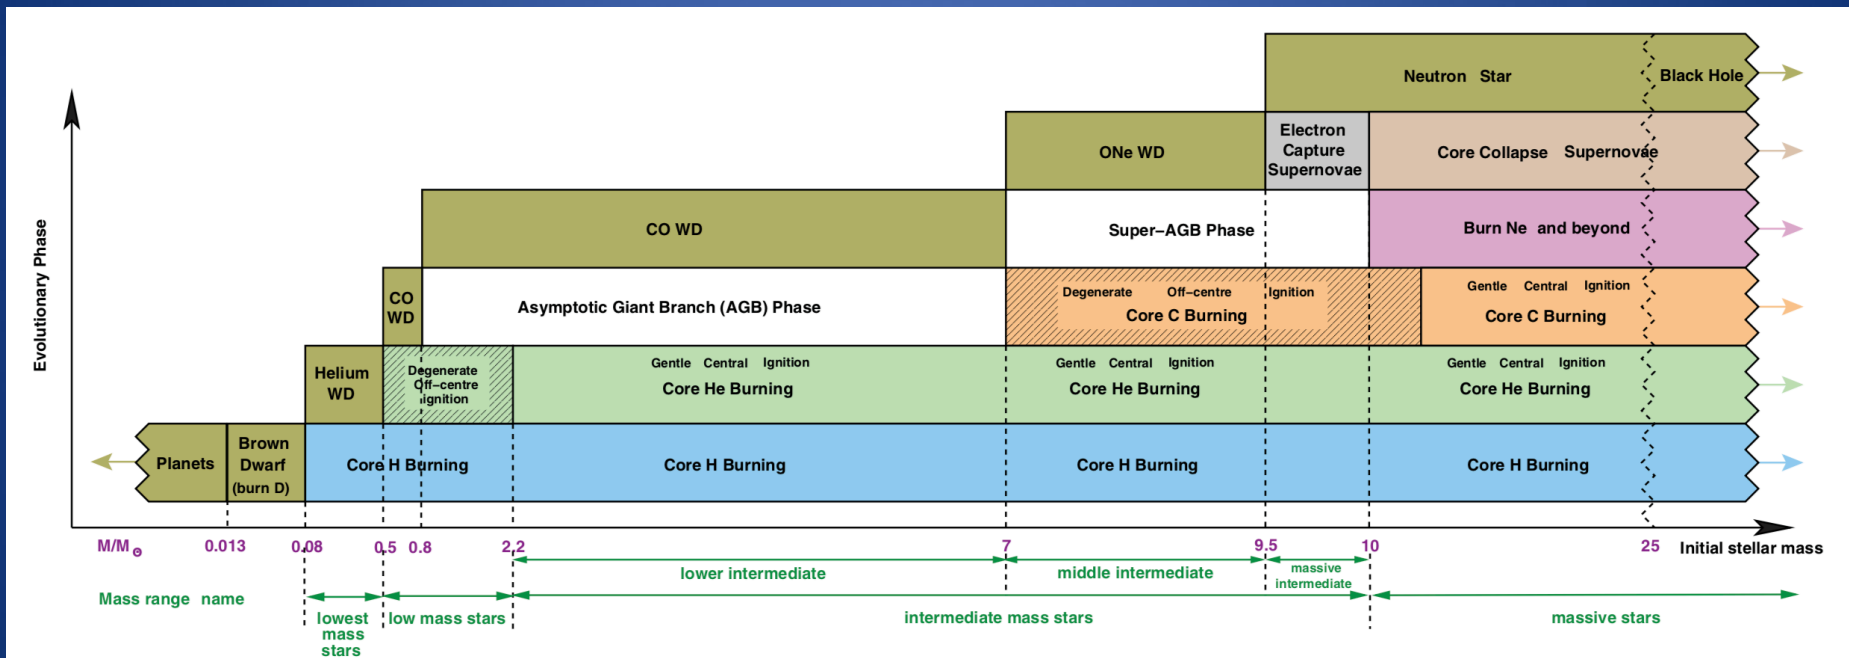 Neutron Star
Black Hole
ONe WD
Electron
Capture
Supernovae
Core Collapse Supernovae
CO WD
Super–AGB Phase
Burn Ne and beyond
CO
WD
Asymptotic Giant Branch (AGB) Phase
Degenerate Off–centre Ignition
Core C Burning
Gentle Central Ignition
Core C Burning
Helium
WD
Degenerate
Off–centre
Ignition
Gentle Central Ignition
Core He Burning
Gentle Central Ignition
Core He Burning
Gentle Central Ignition
Core He Burning
Planets
Brown
Dwarf
(burn D)
Core H Burning
Core H Burning
Core H Burning
Core H Burning
Evolutionary Phase
M/M⊙ 0.013 0.08 0.5 0.8 2.2 7 9.5 10 25 Initial stellar mass
lower intermediate
middle intermediate
massive
intermediate
Mass range name
lowest
mass
stars
low mass stars
intermediate mass stars
massive stars